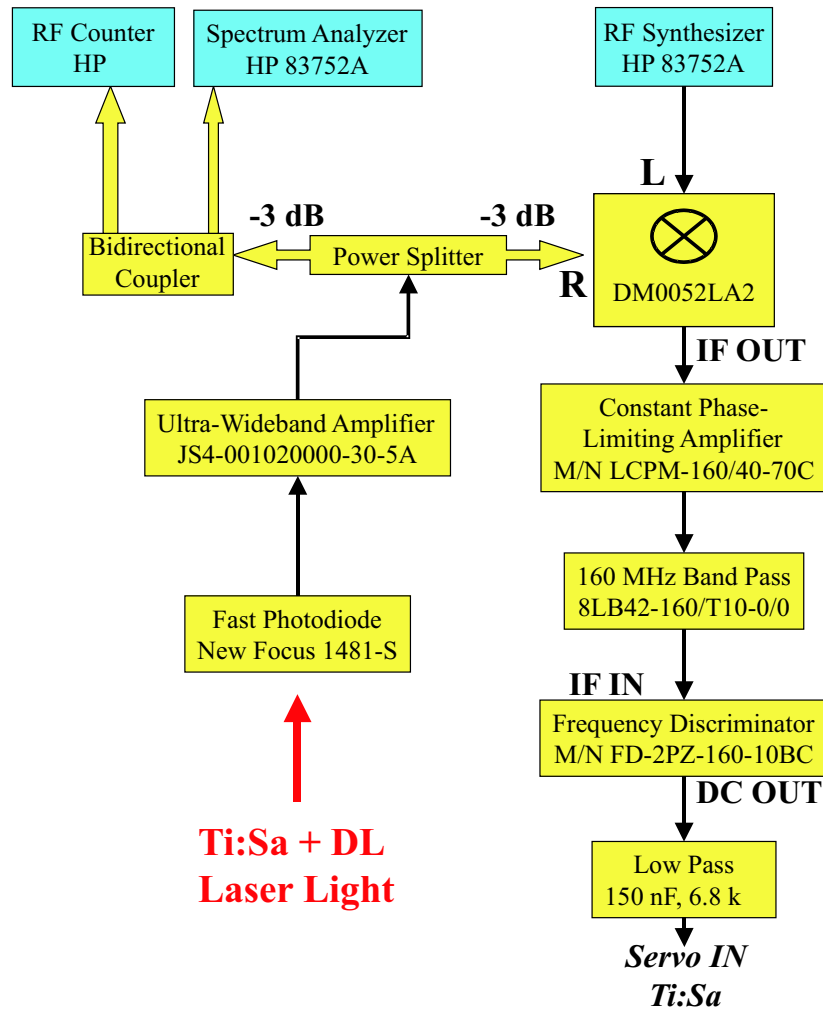 RF Counter
HP
Spectrum Analyzer
HP 83752A
RF Synthesizer
HP 83752A
L
-3 dB
-3 dB
Bidirectional
Coupler
Power Splitter
R
DM0052LA2
IF OUT
Ultra-Wideband Amplifier
JS4-001020000-30-5A
Constant Phase-
Limiting Amplifier
M/N LCPM-160/40-70C
160 MHz Band Pass
8LB42-160/T10-0/0
Fast Photodiode
New Focus 1481-S
IF IN
Frequency Discriminator
M/N FD-2PZ-160-10BC
DC OUT
Ti:Sa + DL
Laser Light
Low Pass
150 nF, 6.8 k
Servo IN
Ti:Sa